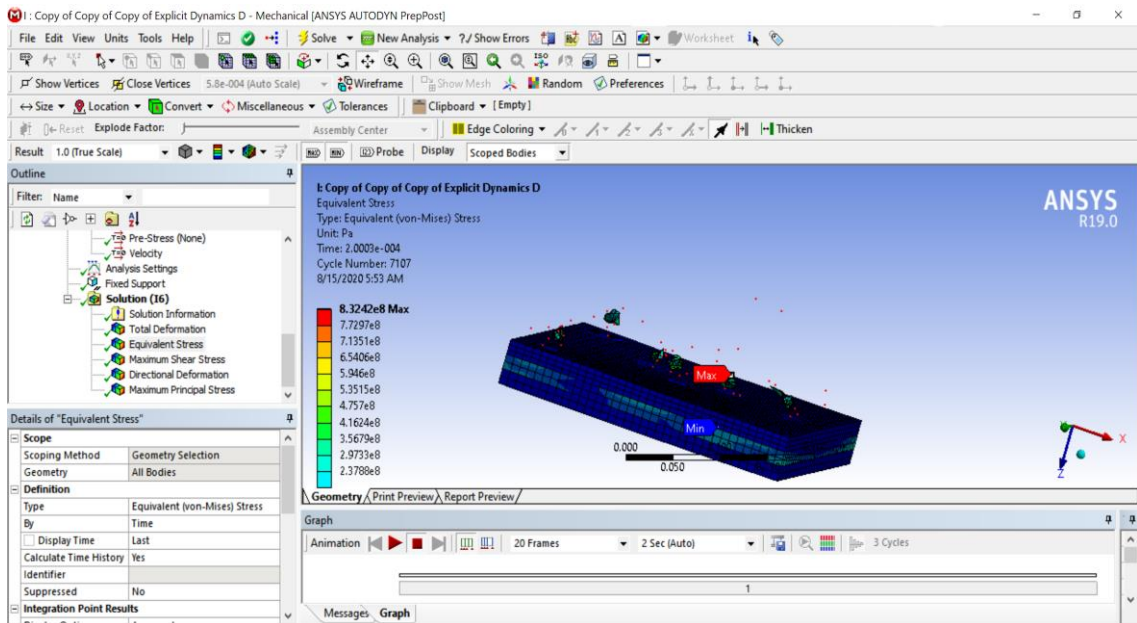 I : Copy of Copy of Copy of Explicit Dynamics D - Mechanical [ANSYS AUTODYN PrepPost]
File Edit View Units Tools Help Solve New Analysis ?/ Show Errors Worksheet
Show Vertices Close Vertices 5.8e-004 (Auto Scale) Wireframe Show Mesh Random Preferences
Size Location Convert Miscellaneous Tolerances Clipboard [Empty]
Reset Explode Factor: Assembly Center Edge Coloring Thicken
Result 1.0 (True Scale) Probe Display Scoped Bodies
Outline
Filter: Name
Pre-Stress (None)
Velocity
Analysis Settings
Fixed Support
Solution (I6)
Solution Information
Total Deformation
Equivalent Stress
Maximum Shear Stress
Directional Deformation
Maximum Principal Stress
Details of "Equivalent Stress"
Scope
Scoping Method Geometry Selection
Geometry All Bodies
Definition
Type Equivalent (von-Mises) Stress
By Time
Display Time Last
Calculate Time History Yes
Identifier
Suppressed No
Integration Point Results
I: Copy of Copy of Copy of Explicit Dynamics D
Equivalent Stress
Type: Equivalent (von-Mises) Stress
Unit: Pa
Time: 2.0003e-004
Cycle Number: 7107
8/15/2020 5:53 AM
8.3242e8 Max
7.7297e8
7.1351e8
6.5406e8
5.946e8
5.3515e8
4.757e8
4.1624e8
3.5679e8
2.9733e8
2.3788e8
ANSYS
R19.0
Max
Min
0.000
0.050
X
Z
Geometry Print Preview Report Preview
Graph
Animation 20 Frames 2 Sec (Auto) 3 Cycles
1
Messages Graph